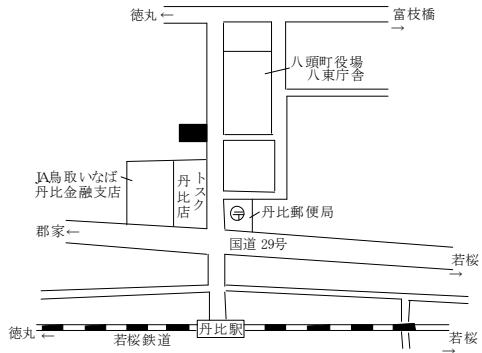 徳丸←
富枝橋
→
八頭町役場
八東庁舎
JA鳥取いなば
丹比金融支店
トスク
丹比店
〒
丹比郵便局
郡家←
国道29号
若桜
→
徳丸←
若桜鉄道
丹比駅
若桜
→